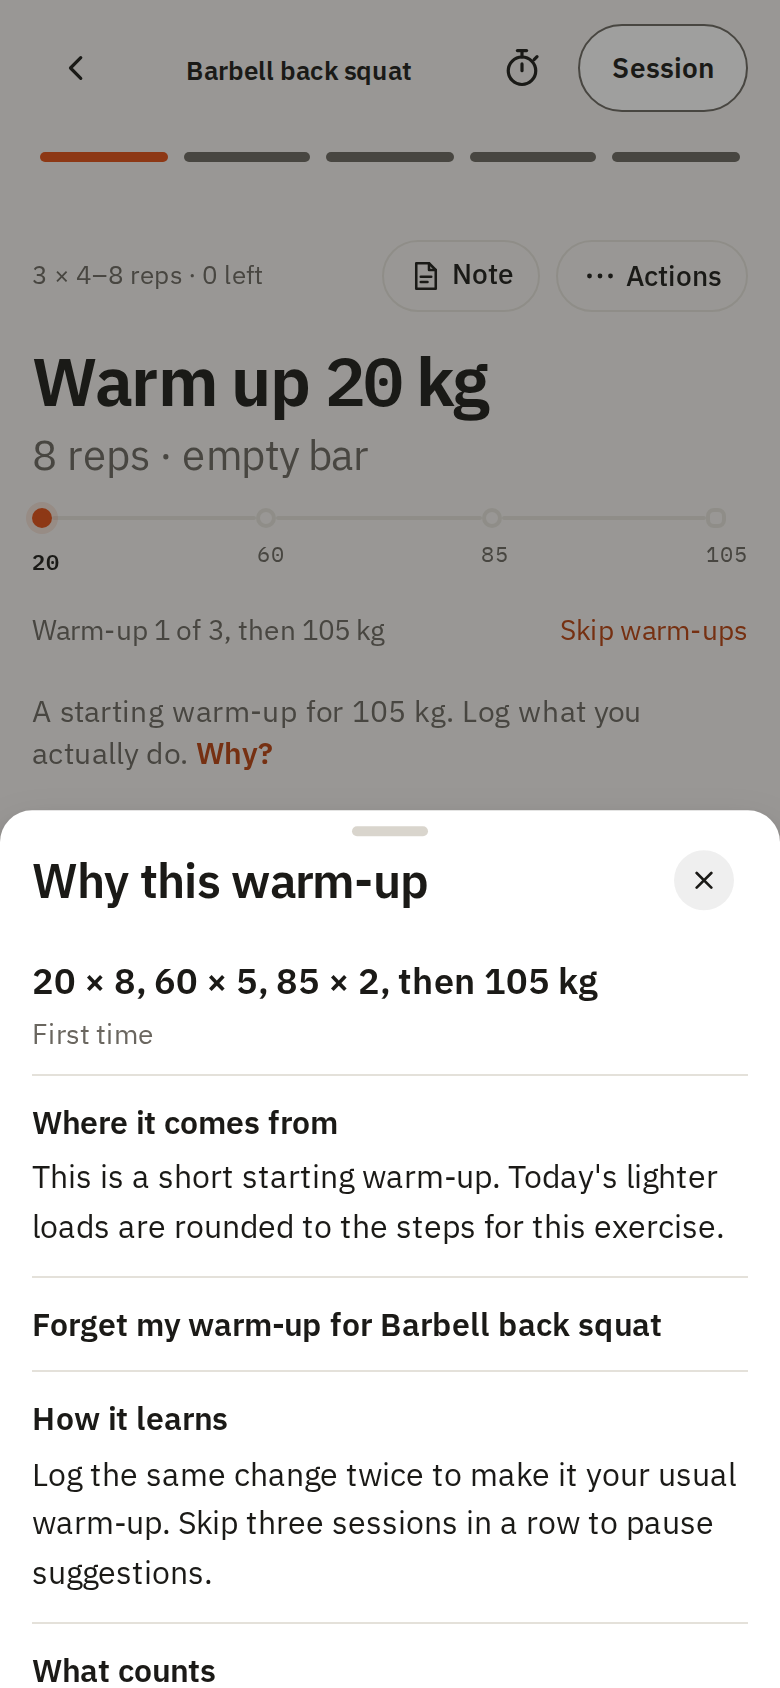 Barbell back squat
Session
3 × 4–8 reps · 0 left
Note
Actions
Warm up 20 kg
8 reps · empty bar
20
60
85
105
Warm-up 1 of 3, then 105 kg
Skip warm-ups
A starting warm-up for 105 kg. Log what you
actually do. Why?
Why this warm-up
20 × 8, 60 × 5, 85 × 2, then 105 kg
First time
Where it comes from
This is a short starting warm-up. Today's lighter
loads are rounded to the steps for this exercise.
Forget my warm-up for Barbell back squat
How it learns
Log the same change twice to make it your usual
warm-up. Skip three sessions in a row to pause
suggestions.
What counts